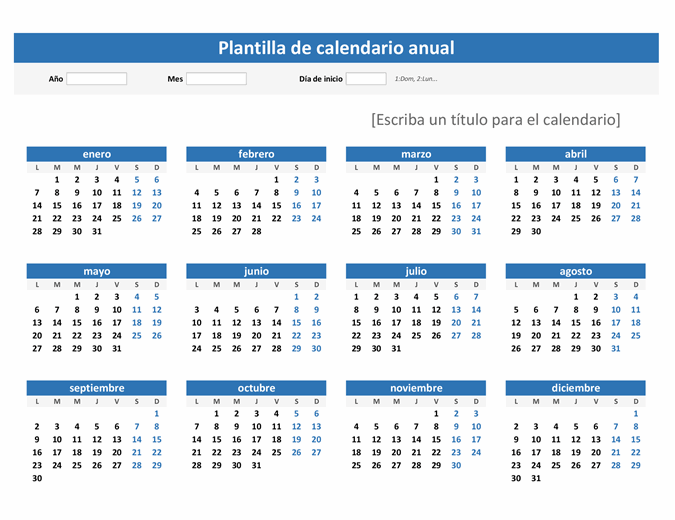 Plantilla de calendario anual
Año Mes Día de inicio 1:Dom, 2:Lun...
[Escriba un título para el calendario]
enero febrero marzo abril
L M M J V S D L M M J V S D L M M J V S D L M M J V S D
1 2 3 4 5 6 1 2 3 1 2 3 1 2 3 4 5 6 7
7 8 9 10 11 12 13 4 5 6 7 8 9 10 4 5 6 7 8 9 10 8 9 10 11 12 13 14
14 15 16 17 18 19 20 11 12 13 14 15 16 17 11 12 13 14 15 16 17 15 16 17 18 19 20 21
21 22 23 24 25 26 27 18 19 20 21 22 23 24 18 19 20 21 22 23 24 22 23 24 25 26 27 28
28 29 30 31 25 26 27 28 25 26 27 28 29 30 31 29 30
mayo junio julio agosto
L M M J V S D L M M J V S D L M M J V S D L M M J V S D
1 2 3 4 5 1 2 1 2 3 4 5 6 7 1 2 3 4
6 7 8 9 10 11 12 3 4 5 6 7 8 9 8 9 10 11 12 13 14 5 6 7 8 9 10 11
13 14 15 16 17 18 19 10 11 12 13 14 15 16 15 16 17 18 19 20 21 12 13 14 15 16 17 18
20 21 22 23 24 25 26 17 18 19 20 21 22 23 22 23 24 25 26 27 28 19 20 21 22 23 24 25
27 28 29 30 31 24 25 26 27 28 29 30 29 30 31 26 27 28 29 30 31
septiembre octubre noviembre diciembre
L M M J V S D L M M J V S D L M M J V S D L M M J V S D
1 1 2 3 4 5 6 1 2 3 1
2 3 4 5 6 7 8 7 8 9 10 11 12 13 4 5 6 7 8 9 10 2 3 4 5 6 7 8
9 10 11 12 13 14 15 14 15 16 17 18 19 20 11 12 13 14 15 16 17 9 10 11 12 13 14 15
16 17 18 19 20 21 22 21 22 23 24 25 26 27 18 19 20 21 22 23 24 16 17 18 19 20 21 22
23 24 25 26 27 28 29 28 29 30 31 25 26 27 28 29 30 23 24 25 26 27 28 29
30 30 31